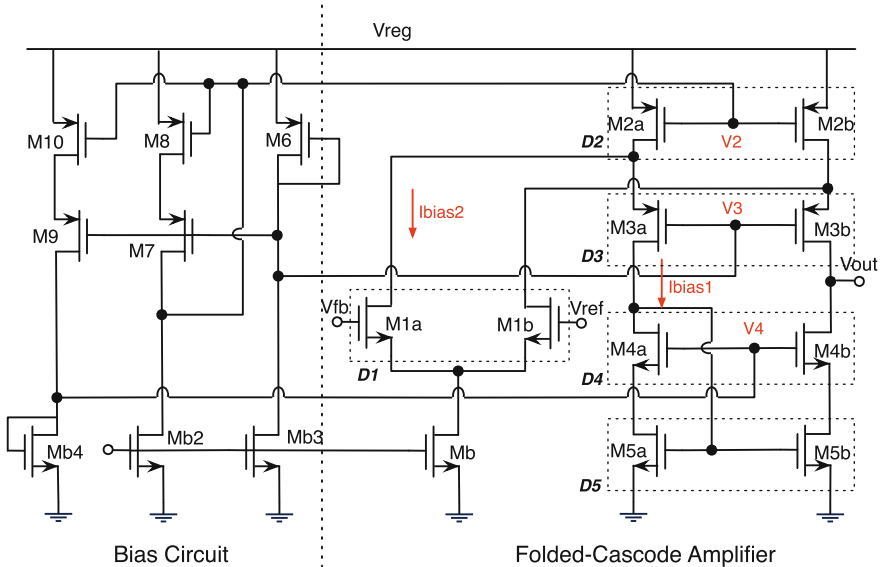 Vreg
M10
M8
M6
M2a
M2b
D2
V2
M9
M7
Ibias2
M3a
V3
M3b
D3
Ibias1
Vout
Vfb
M1a
M1b
Vref
D1
M4a
V4
M4b
D4
Mb4
Mb2
Mb3
Mb
M5a
M5b
D5
Bias Circuit
Folded-Cascode Amplifier